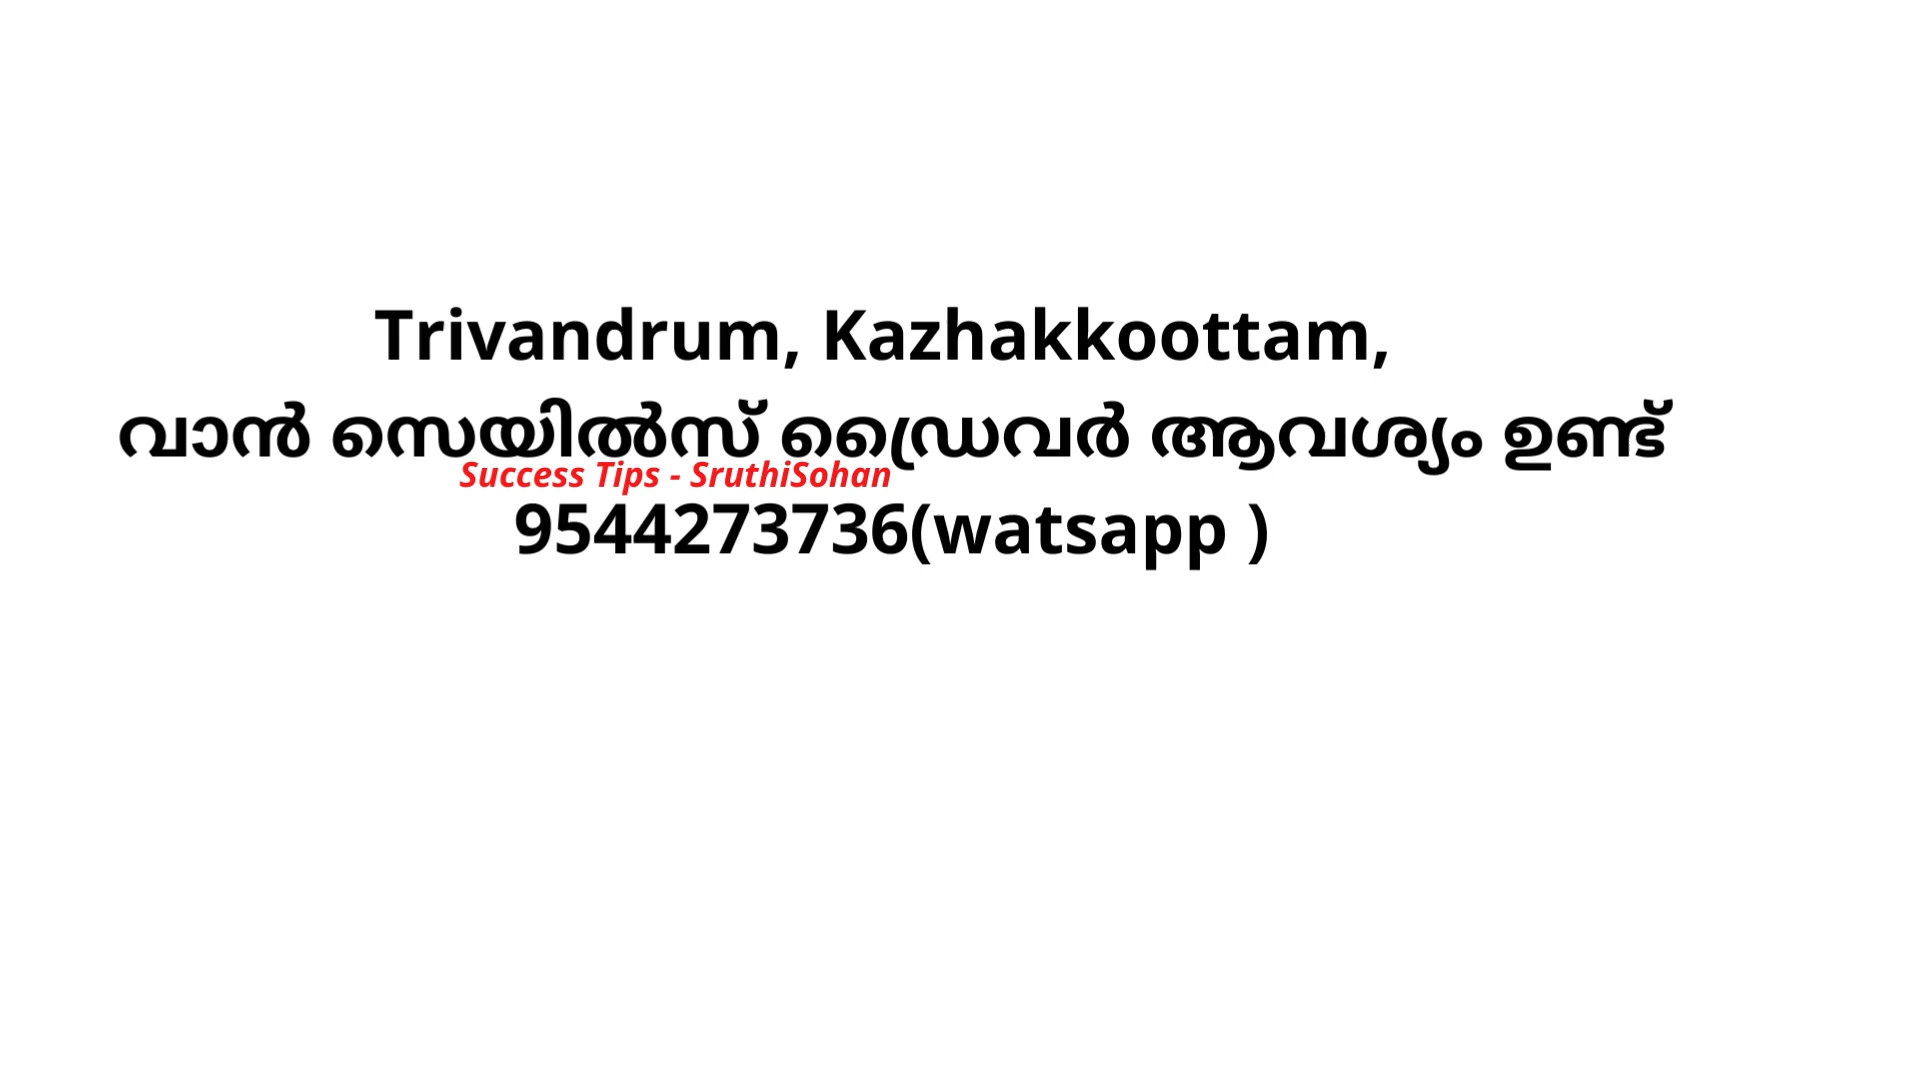 Trivandrum, Kazhakkoottam,
വാൻ സെയിൽസ് ഡ്രൈവർ ആവശ്യം ഉണ്ട്
Success Tips - SruthiSohan
9544273736(watsapp )